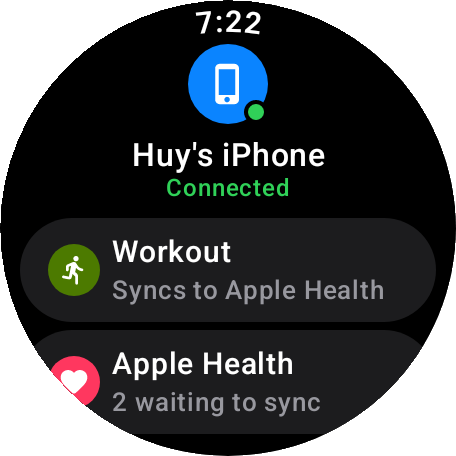 7:22
Huy's iPhone
Connected
Workout
Syncs to Apple Health
Apple Health
2 waiting to sync